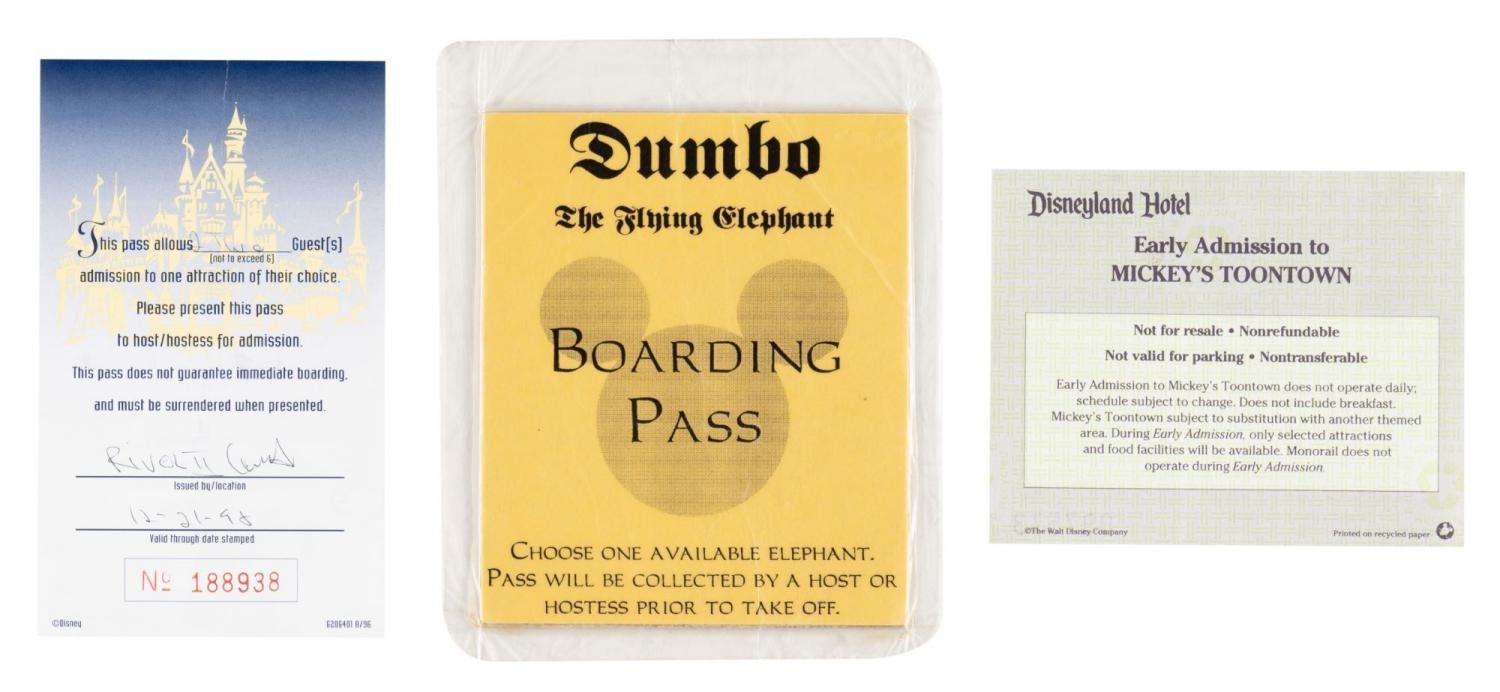 This pass allows 2 Two Guest(s)
(not to exceed 6)
admission to one attraction of their choice.
Please present this pass
to host/hostess for admission.
This pass does not guarantee immediate boarding,
and must be surrendered when presented.
Issued by/location
12-21-98
Valid through date stamped
No 188938
©Disney
6206401 8/96
Dumbo
The Flying Elephant
BOARDING
PASS
CHOOSE ONE AVAILABLE ELEPHANT.
PASS WILL BE COLLECTED BY A HOST OR
HOSTESS PRIOR TO TAKE OFF.
Disneyland Hotel
Early Admission to
MICKEY'S TOONTOWN
Not for resale • Nonrefundable
Not valid for parking • Nontransferable
Early Admission to Mickey's Toontown does not operate daily;
schedule subject to change. Does not include breakfast.
Mickey's Toontown subject to substitution with another themed
area. During Early Admission, only selected attractions
and food facilities will be available. Monorail does not
operate during Early Admission.
©The Walt Disney Company
Printed on recycled paper